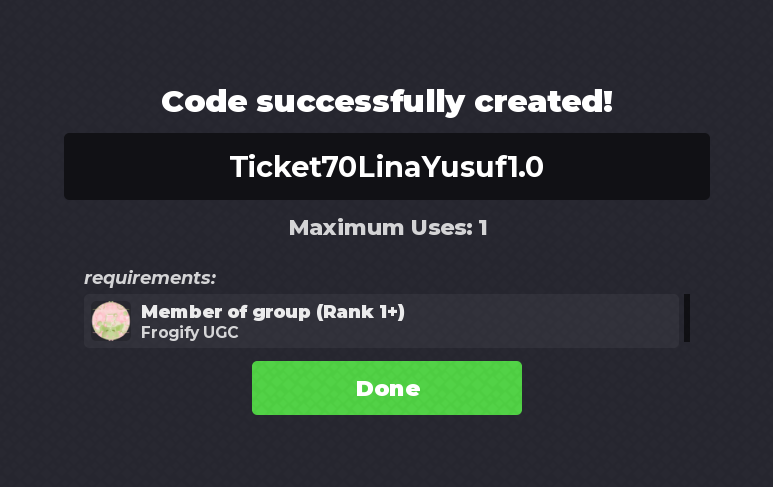 Code successfully created!
Ticket70LinaYusuf1.0
Maximum Uses: 1
requirements:
Member of group (Rank 1+)
Frogify UGC
Done